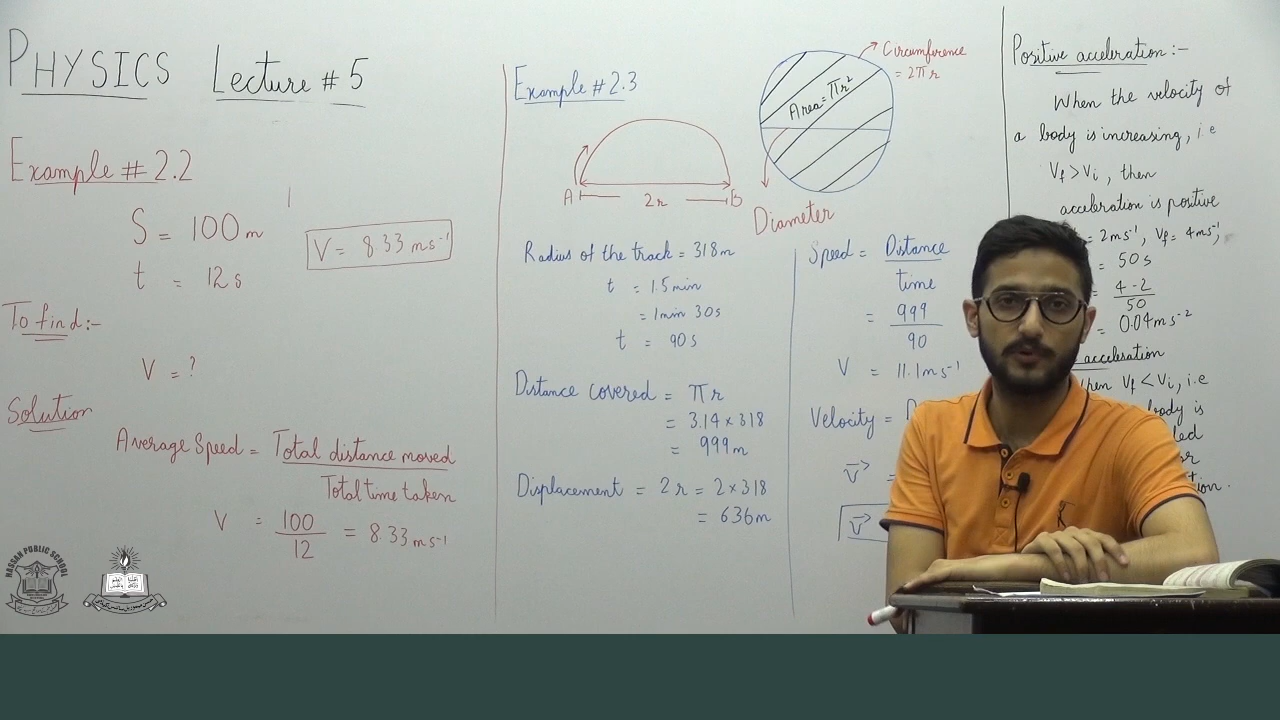 PHYSICS Lecture # 5
Example # 2.2
S = 100 m
t = 12 s
V = 8.33 ms⁻¹
To find:-
V = ?
Solution
Average Speed = Total distance moved
Total time taken
V = 100
12
= 8.33 ms⁻¹
Example # 2.3
A
2r
B
Circumference
= 2πr
Area = πr²
Diameter
Radius of the track = 318m
t = 1.5 min
= 1min 30s
t = 90s
Distance covered = πr
= 3.14 × 318
= 999m
Displacement = 2r = 2×318
= 636m
Speed = Distance
time
= 999
90
V = 11.1ms⁻¹
Velocity =
v⃗ =
v⃗
Positive acceleration:-
When the velocity of
a body is increasing, i.e
Vf > Vi, then
acceleration is positive
= 2ms⁻¹, Vf = 4ms⁻¹,
= 50s
= 4-2
50
= 0.04ms⁻²
acceleration
Vf < Vi, i.e
body is
HASSAN PUBLIC SCHOOL